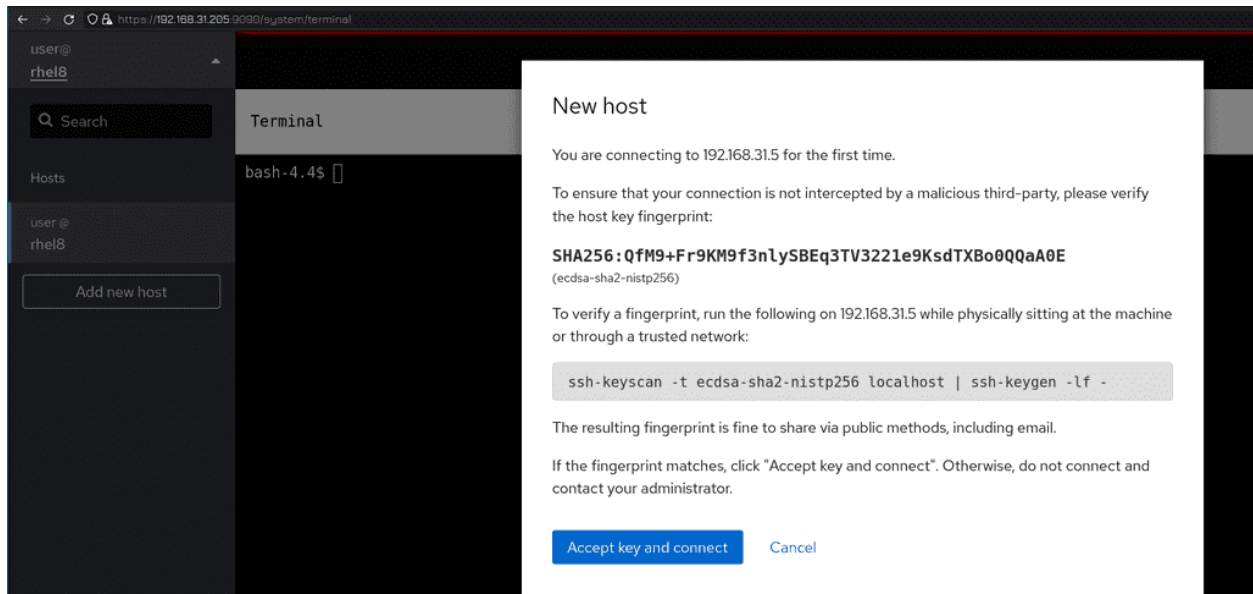 https://192.168.31.205:9090/system/terminal
user@
rhel8
Search
Hosts
user @
rhel8
Add new host
Terminal
bash-4.4$
New host
You are connecting to 192.168.31.5 for the first time.
To ensure that your connection is not intercepted by a malicious third-party, please verify
the host key fingerprint:
SHA256:QfM9+Fr9KM9f3nlySBEq3TV3221e9KsdTXBo0QQaA0E
(ecdsa-sha2-nistp256)
To verify a fingerprint, run the following on 192.168.31.5 while physically sitting at the machine
or through a trusted network:
ssh-keyscan -t ecdsa-sha2-nistp256 localhost | ssh-keygen -lf -
The resulting fingerprint is fine to share via public methods, including email.
If the fingerprint matches, click "Accept key and connect". Otherwise, do not connect and
contact your administrator.
Accept key and connect
Cancel